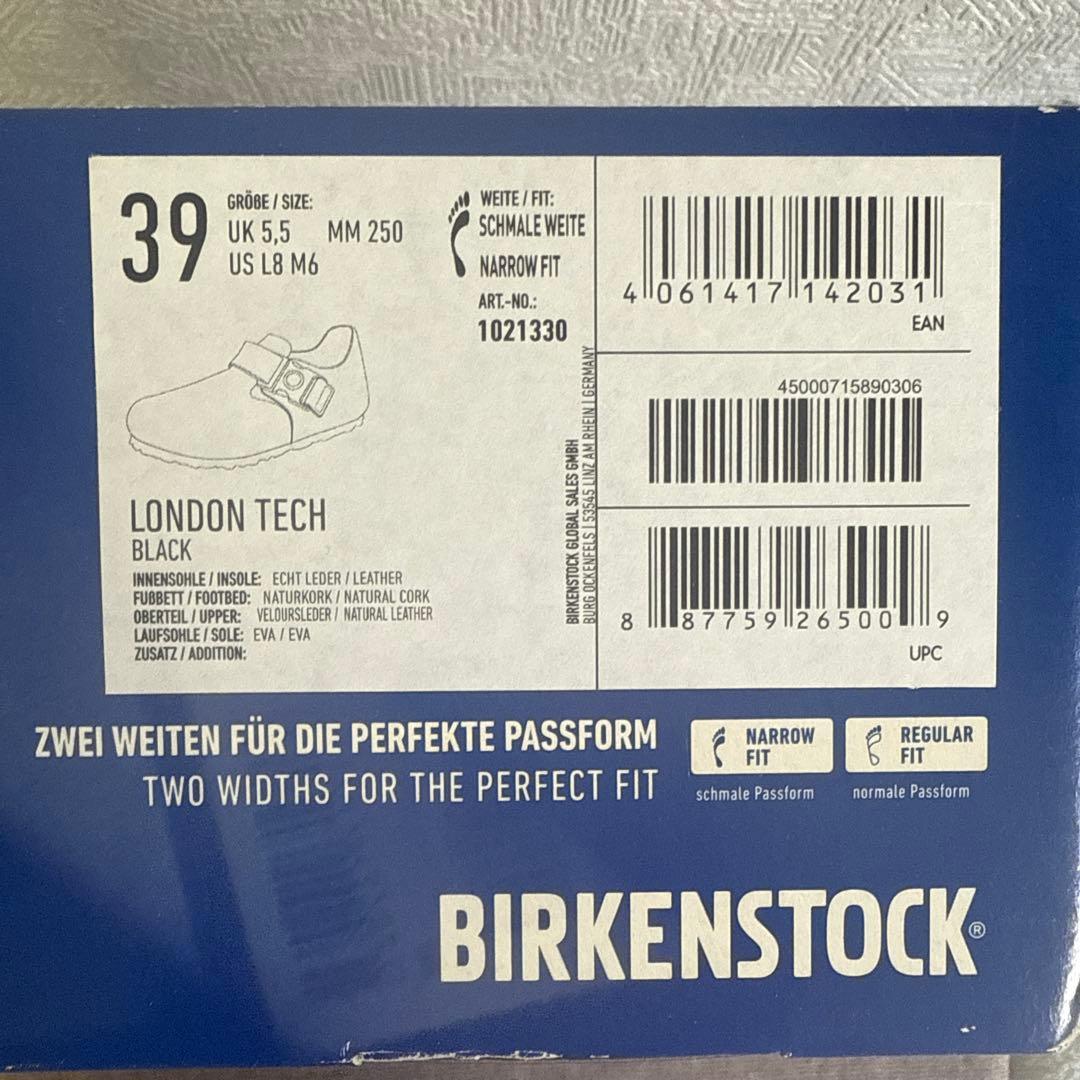 39
GRÖßE / SIZE:
UK 5,5 MM 250
US L8 M6
WEITE / FIT:
SCHMALE WEITE
NARROW FIT
ART.-NO.:
1021330
LONDON TECH
BLACK
INNENSOHLE / INSOLE: ECHT LEDER / LEATHER
FUßBETT / FOOTBED: NATURKORK / NATURAL CORK
OBERTEIL / UPPER: VELOURSLEDER / NATURAL LEATHER
LAUFSOHLE / SOLE: EVA / EVA
ZUSATZ / ADDITION:
BIRKENSTOCK GLOBAL SALES GMBH
BURG OCKENFELS | 53545 LINZ AM RHEIN | GERMANY
4 061417 142031
EAN
45000715890306
8 87759 26500 9
UPC
ZWEI WEITEN FÜR DIE PERFEKTE PASSFORM
TWO WIDTHS FOR THE PERFECT FIT
NARROW
FIT
schmale Passform
REGULAR
FIT
normale Passform
BIRKENSTOCK®